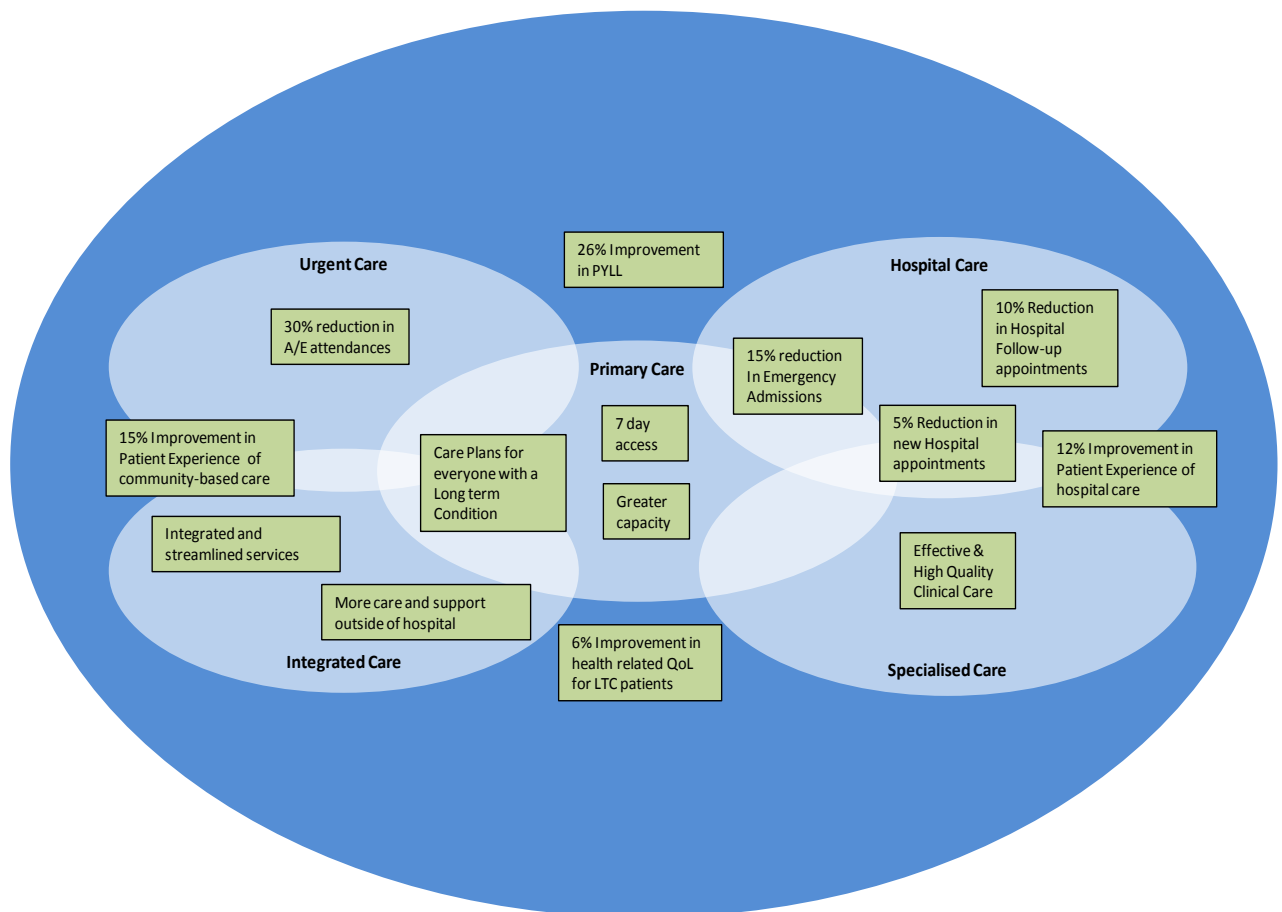 26% Improvement
in PYLL
Urgent Care
30% reduction in
A/E attendances
Hospital Care
10% Reduction
in Hospital
Follow-up
appointments
Primary Care
7 day
access
Greater
capacity
15% reduction
In Emergency
Admissions
5% Reduction in
new Hospital
appointments
12% Improvement in
Patient Experience of
hospital care
15% Improvement in
Patient Experience of
community-based care
Care Plans for
everyone with a
Long term
Condition
Integrated and
streamlined services
More care and support
outside of hospital
Integrated Care
6% Improvement in
health related QoL
for LTC patients
Effective &
High Quality
Clinical Care
Specialised Care